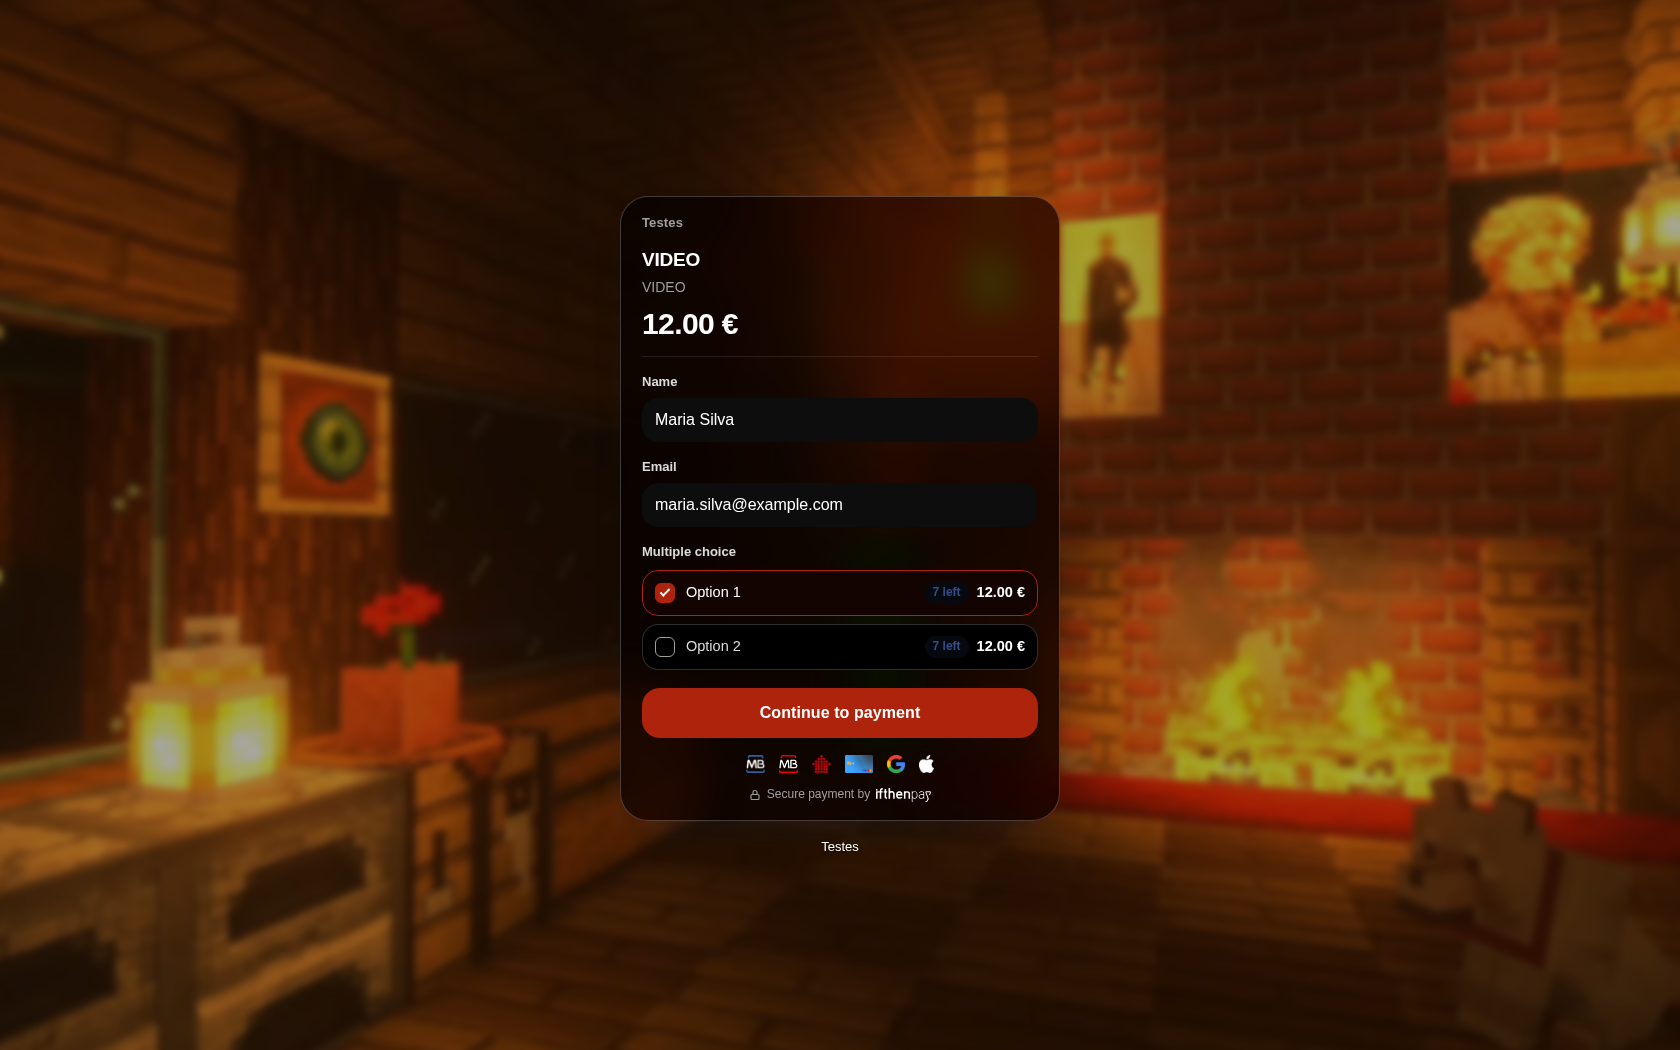 Testes
VIDEO
VIDEO
12.00 €
Name
Maria Silva
Email
maria.silva@example.com
Multiple choice
Option 1 7 left 12.00 €
Option 2 7 left 12.00 €
Continue to payment
MB MB G
Secure payment by ifthenpay
Testes